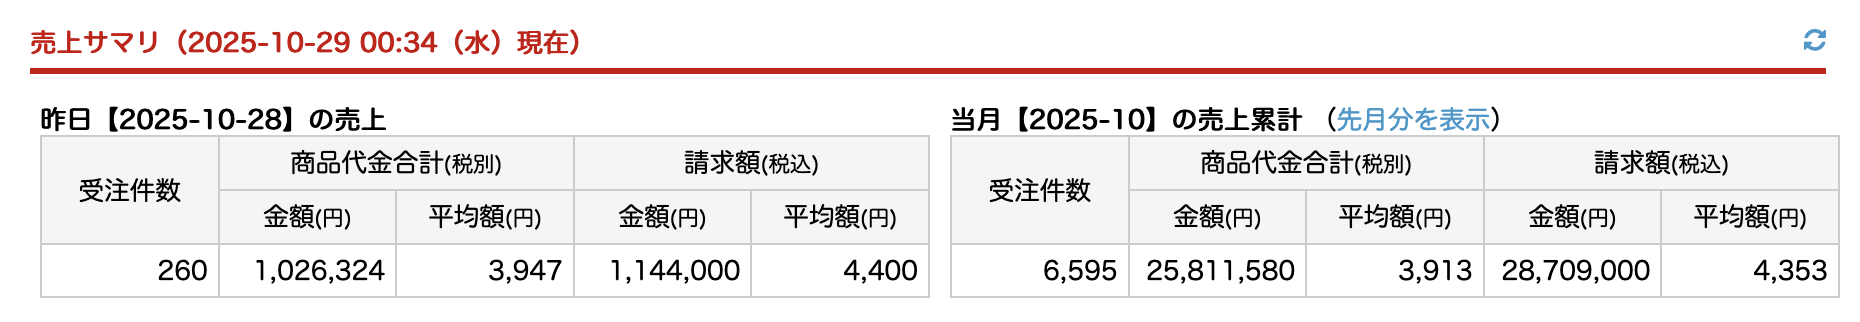 売上サマリ（2025-10-29 00:34（水）現在）
昨日【2025-10-28】の売上
受注件数 商品代金合計(税別) 請求額(税込)
金額(円) 平均額(円) 金額(円) 平均額(円)
260 1,026,324 3,947 1,144,000 4,400
当月【2025-10】の売上累計 （先月分を表示）
受注件数 商品代金合計(税別) 請求額(税込)
金額(円) 平均額(円) 金額(円) 平均額(円)
6,595 25,811,580 3,913 28,709,000 4,353